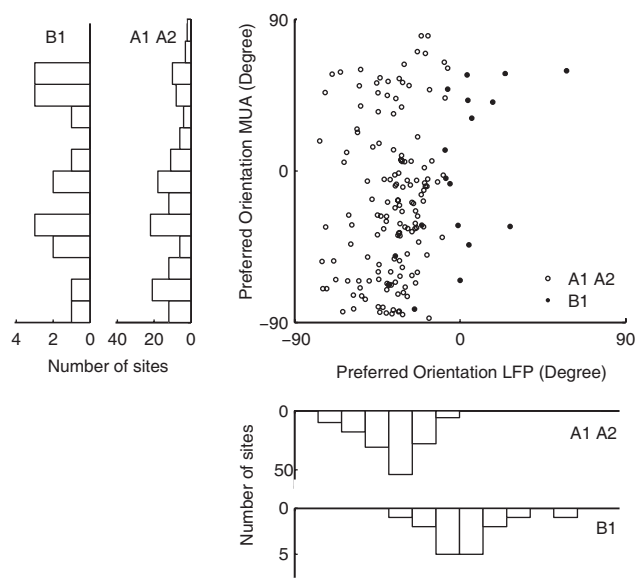 B1
A1 A2
4 2 0
40 20 0
Number of sites
90
0
−90
Preferred Orientation MUA (Degree)
A1 A2
B1
−90 0 90
Preferred Orientation LFP (Degree)
0
50
A1 A2
0
5
B1
Number of sites